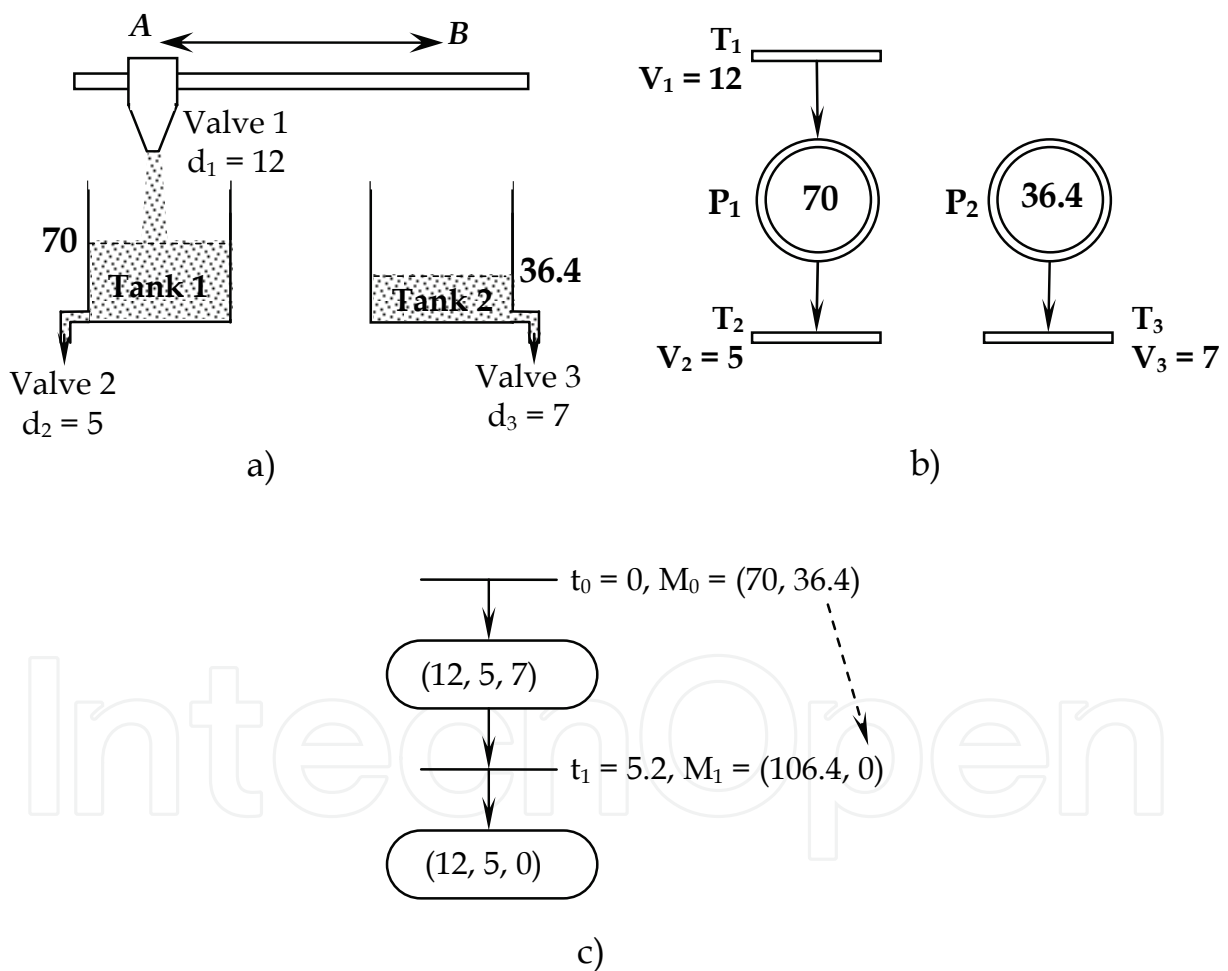 A B
Valve 1
d₁ = 12
70
Tank 1
36.4
Tank 2
Valve 2
d₂ = 5
Valve 3
d₃ = 7
a)
T₁
V₁ = 12
P₁ 70
P₂ 36.4
T₂
V₂ = 5
T₃
V₃ = 7
b)
t₀ = 0, M₀ = (70, 36.4)
(12, 5, 7)
t₁ = 5.2, M₁ = (106.4, 0)
(12, 5, 0)
c)
IntechOpen